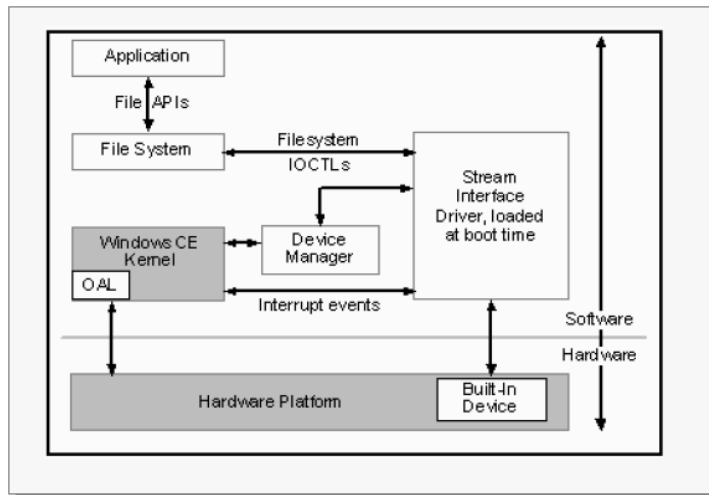 Application
File APIs
File System
Filesystem
IOCTLs
Stream
Interface
Driver, loaded
at boot time
Windows CE
Kernel
OAL
Device
Manager
Interrupt events
Software
Hardware
Hardware Platform
Built-In
Device